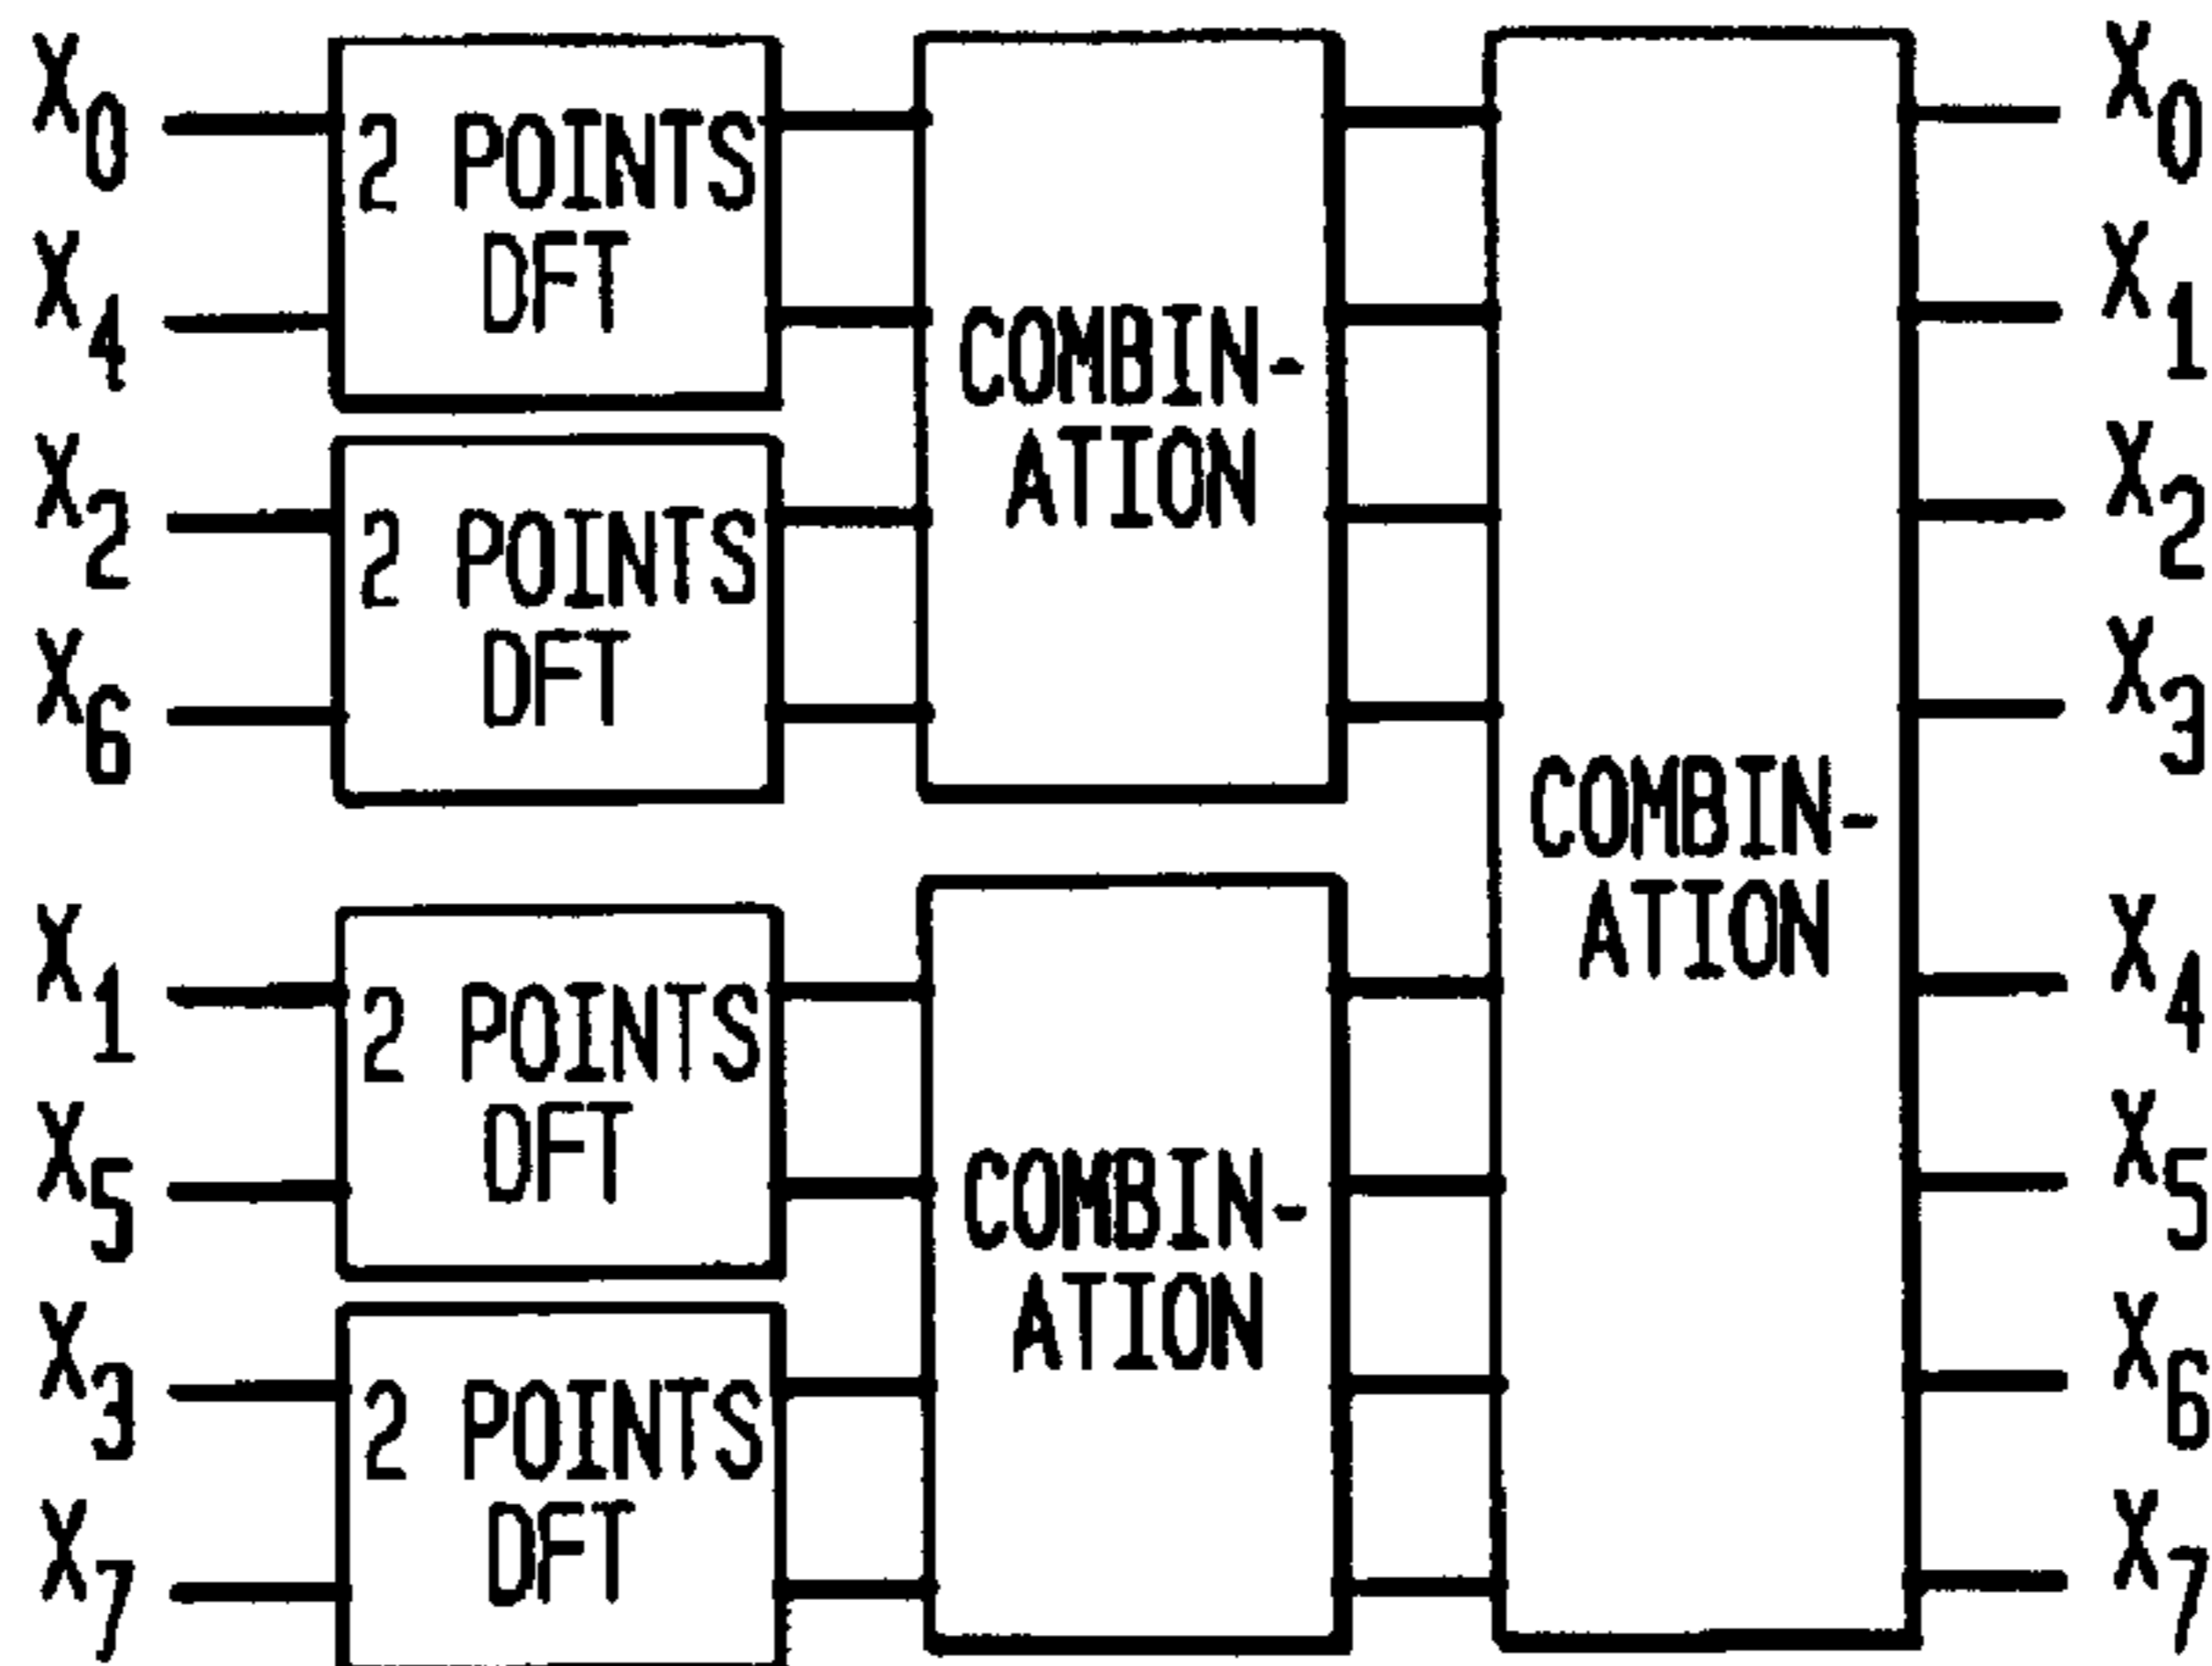 X0
2 POINTS
DFT
X4
X2
2 POINTS
DFT
X6
X1
2 POINTS
DFT
X5
X3
2 POINTS
DFT
X7
COMBIN-
ATION
COMBIN-
ATION
COMBIN-
ATION
X0
X1
X2
X3
X4
X5
X6
X7